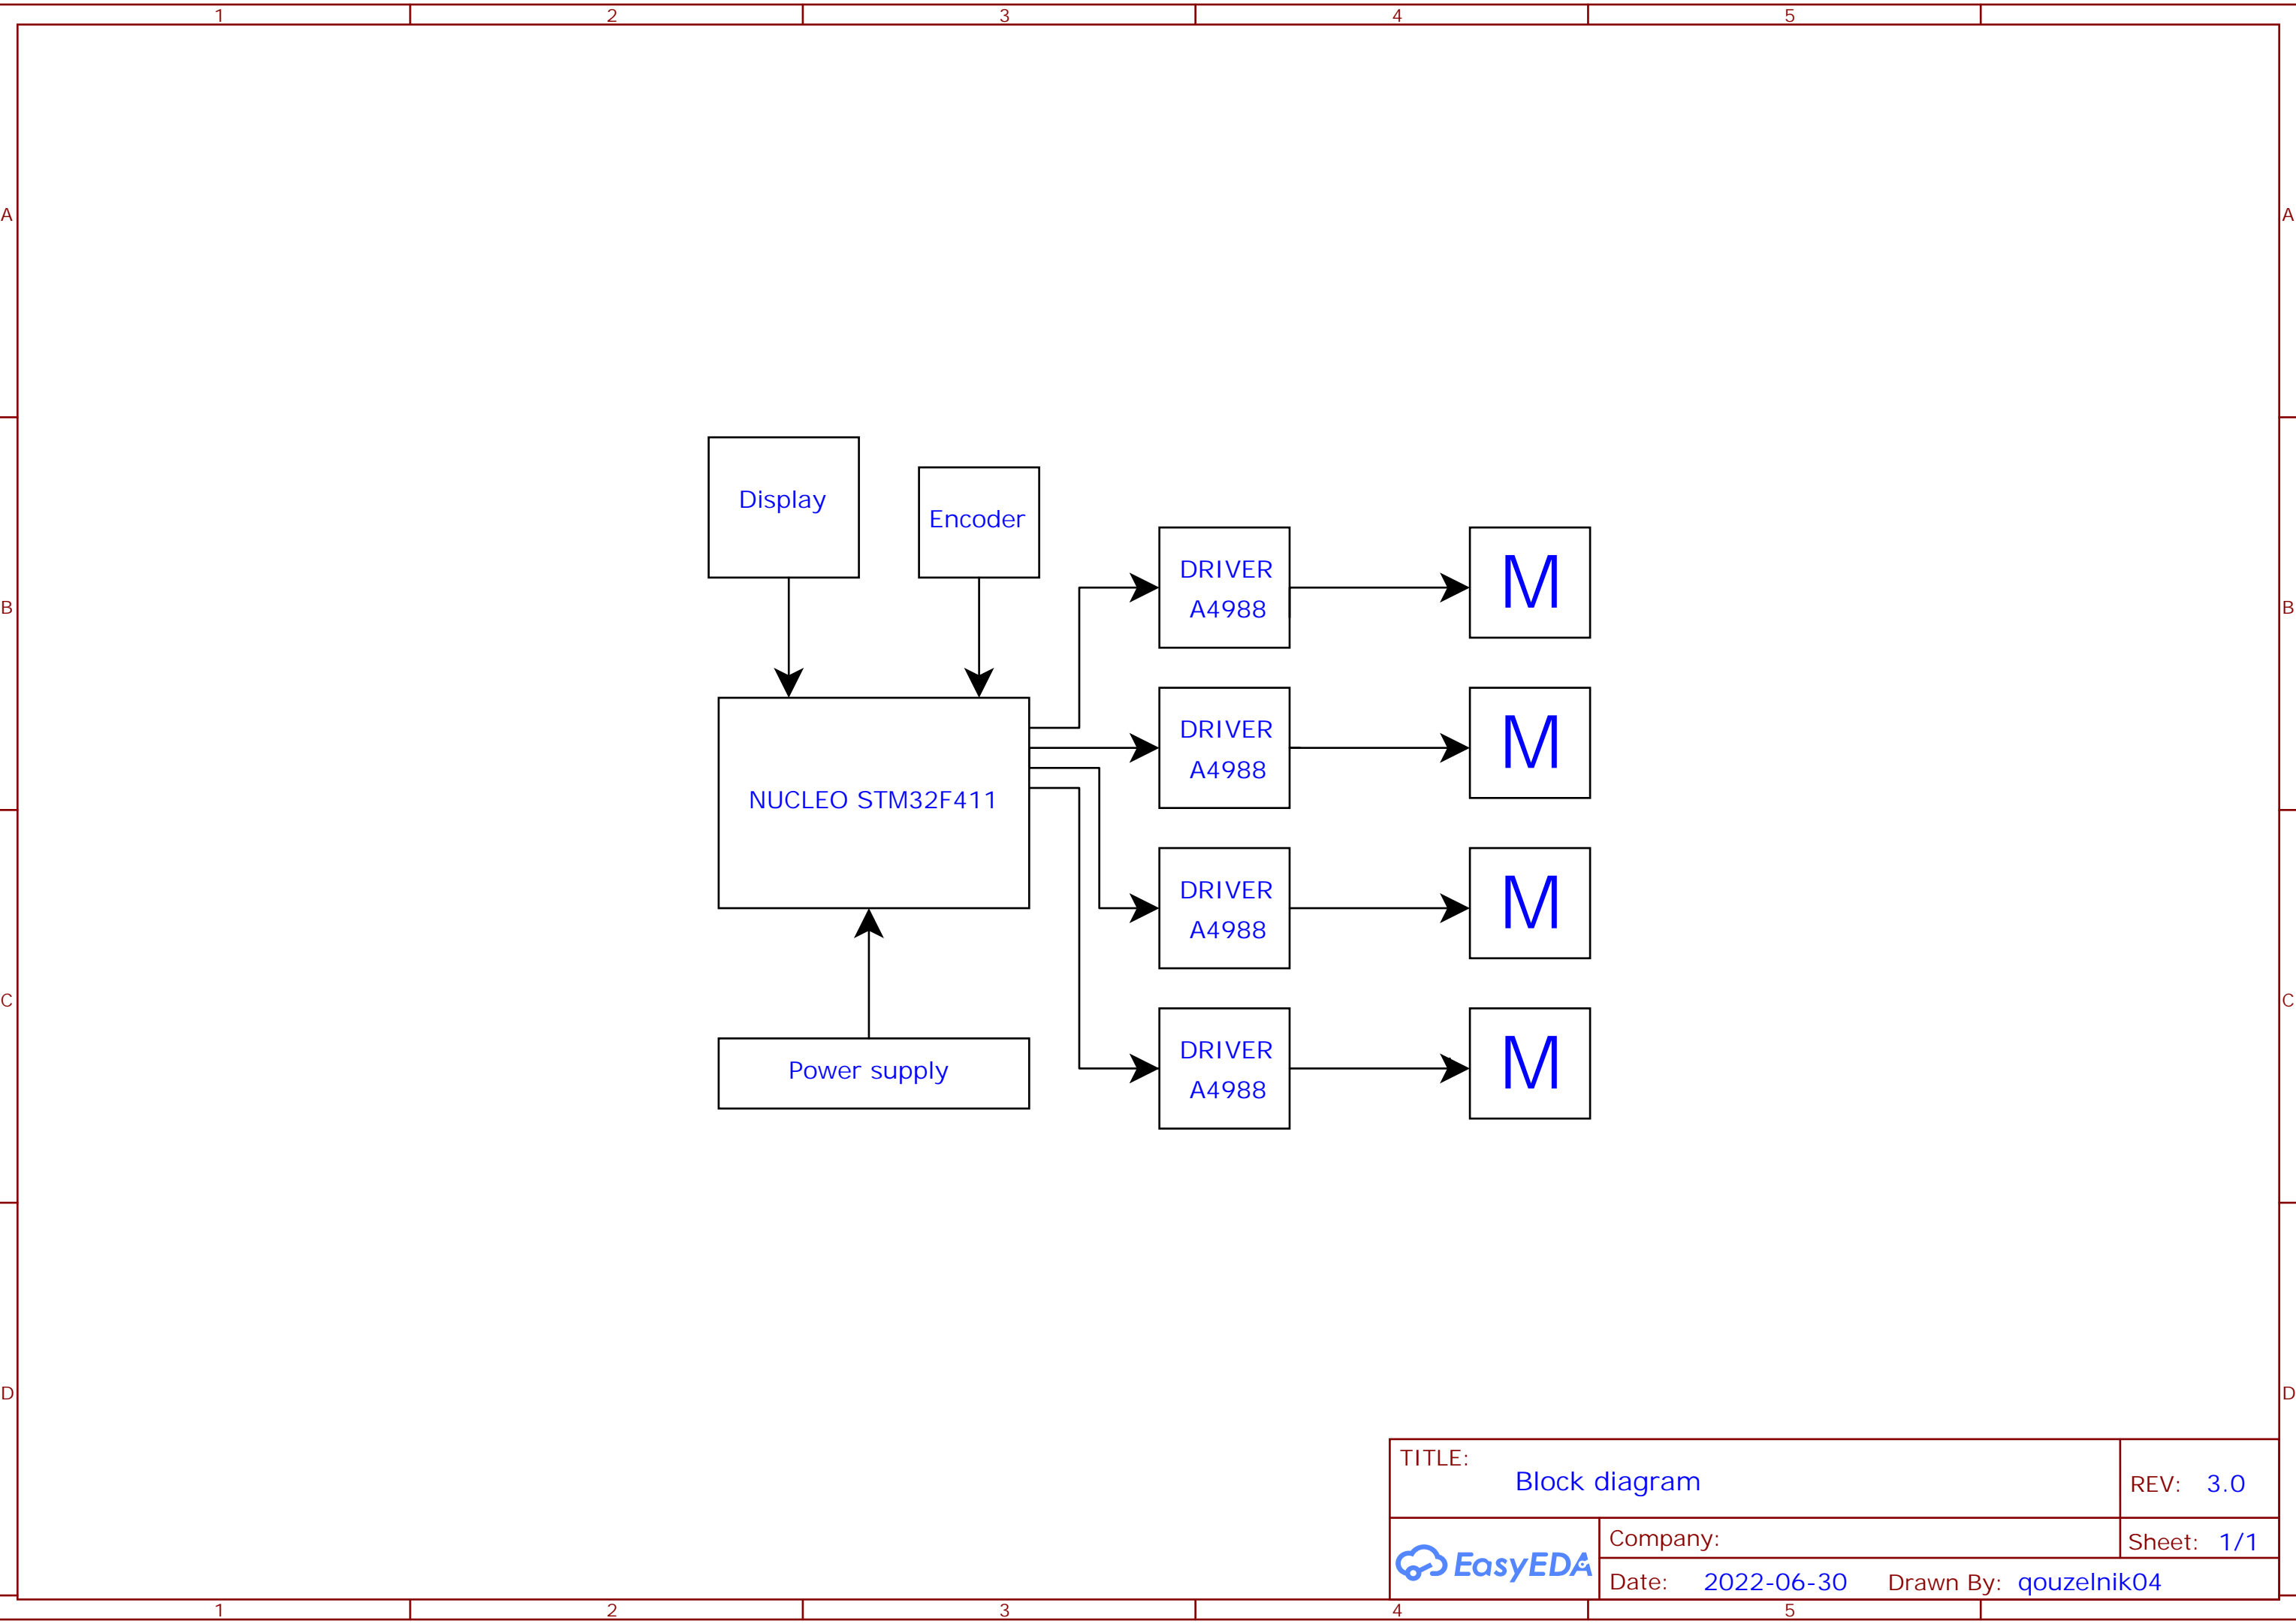 1 2 3 4 5
A A
Display
Encoder
DRIVER
A4988
M
B B
DRIVER
A4988
M
NUCLEO STM32F411
DRIVER
A4988
M
C C
Power supply
DRIVER
A4988
M
D D
TITLE:
Block diagram
REV: 3.0
EasyEDA
Company:
Sheet: 1/1
Date: 2022-06-30 Drawn By: qouzelnik04
1 2 3 4 5